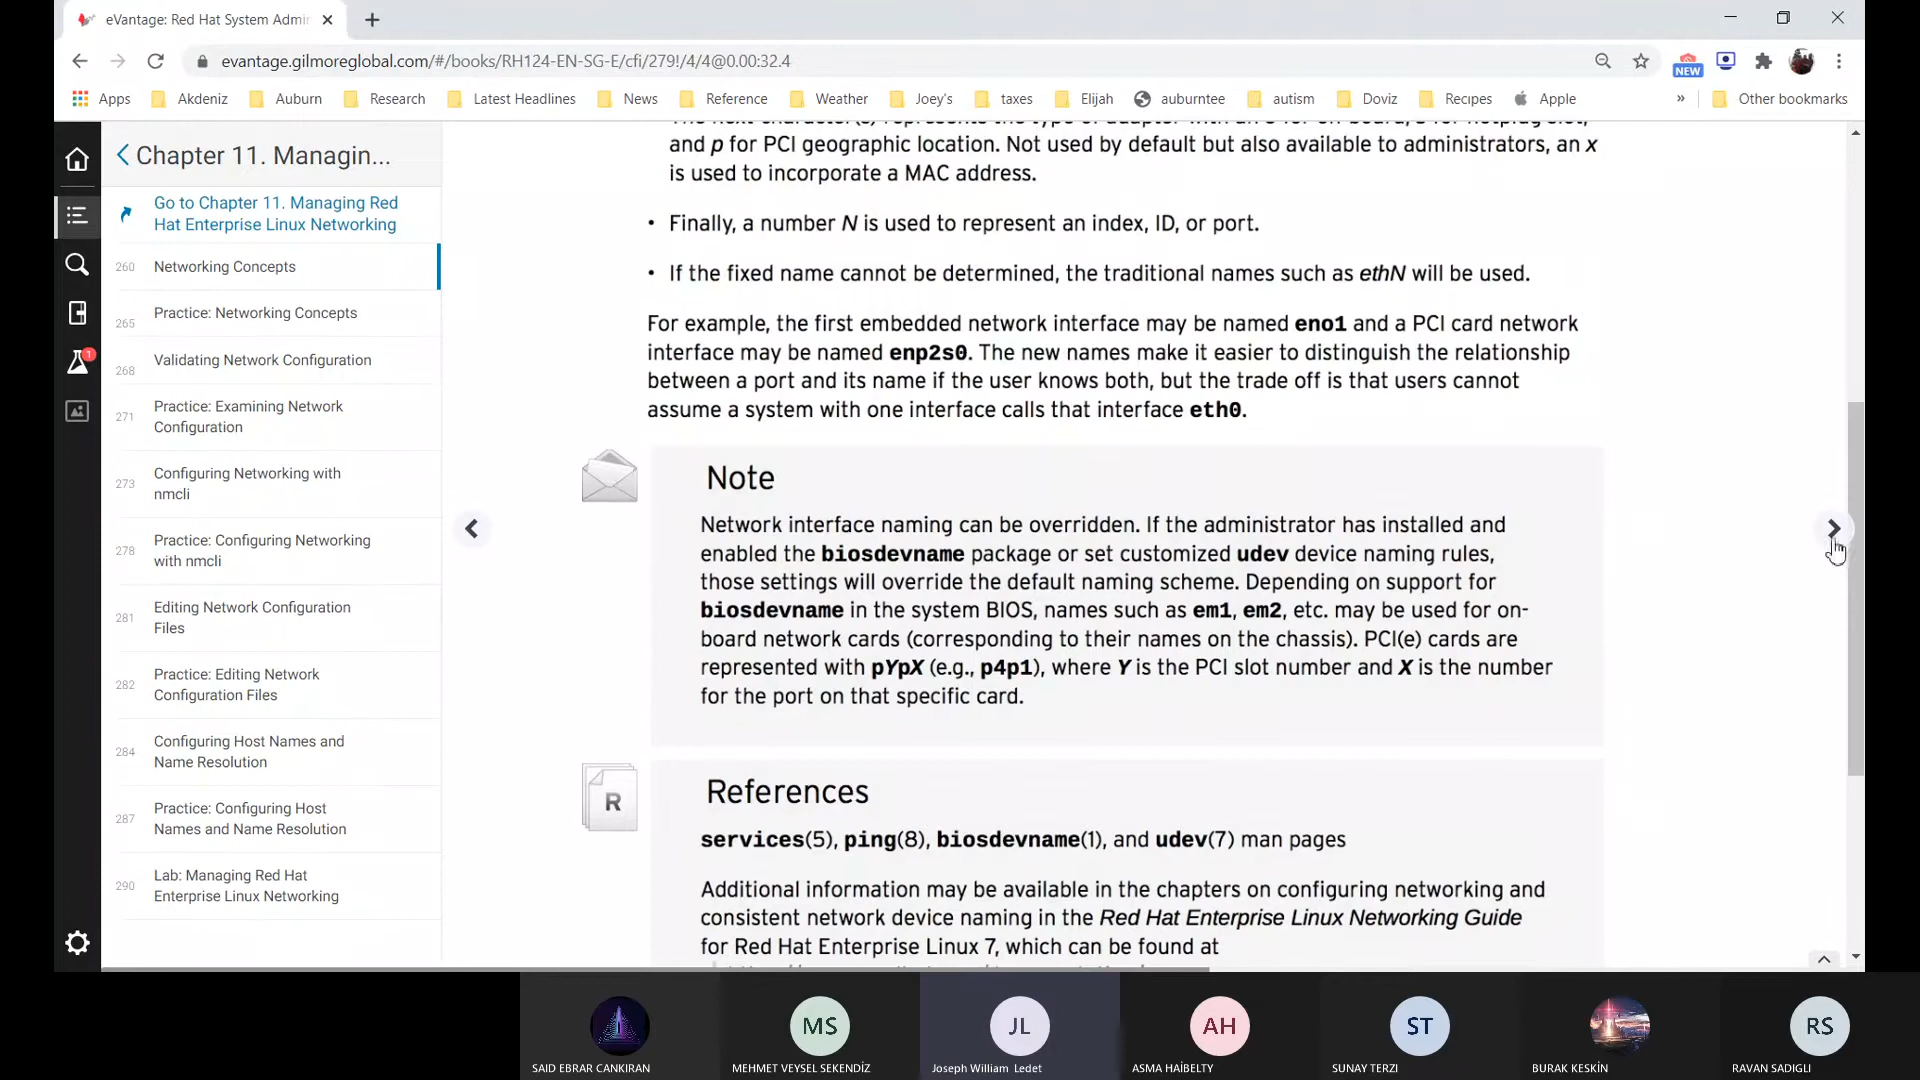 eVantage: Red Hat System Admi
evantage.gilmoreglobal.com/#/books/RH124-EN-SG-E/cfi/279!/4/4@0.00:32.4
NEW
Apps Akdeniz Auburn Research Latest Headlines News Reference Weather Joey's taxes Elijah auburntee autism Doviz Recipes Apple » Other bookmarks
Chapter 11. Managin...
Go to Chapter 11. Managing Red
Hat Enterprise Linux Networking
260 Networking Concepts
265 Practice: Networking Concepts
268 Validating Network Configuration
271 Practice: Examining Network
Configuration
273 Configuring Networking with
nmcli
278 Practice: Configuring Networking
with nmcli
281 Editing Network Configuration
Files
282 Practice: Editing Network
Configuration Files
284 Configuring Host Names and
Name Resolution
287 Practice: Configuring Host
Names and Name Resolution
290 Lab: Managing Red Hat
Enterprise Linux Networking
1
and p for PCI geographic location. Not used by default but also available to administrators, an x
is used to incorporate a MAC address.
• Finally, a number N is used to represent an index, ID, or port.
• If the fixed name cannot be determined, the traditional names such as ethN will be used.
For example, the first embedded network interface may be named eno1 and a PCI card network
interface may be named enp2s0. The new names make it easier to distinguish the relationship
between a port and its name if the user knows both, but the trade off is that users cannot
assume a system with one interface calls that interface eth0.
Note
Network interface naming can be overridden. If the administrator has installed and
enabled the biosdevname package or set customized udev device naming rules,
those settings will override the default naming scheme. Depending on support for
biosdevname in the system BIOS, names such as em1, em2, etc. may be used for on-
board network cards (corresponding to their names on the chassis). PCI(e) cards are
represented with pYpX (e.g., p4p1), where Y is the PCI slot number and X is the number
for the port on that specific card.
R
References
services(5), ping(8), biosdevname(1), and udev(7) man pages
Additional information may be available in the chapters on configuring networking and
consistent network device naming in the Red Hat Enterprise Linux Networking Guide
for Red Hat Enterprise Linux 7, which can be found at
MS JL AH ST RS
SAID EBRAR CANKIRAN MEHMET VEYSEL SEKENDİZ Joseph William Ledet ASMA HAİBELTY SUNAY TERZI BURAK KESKİN RAVAN SADIGLI